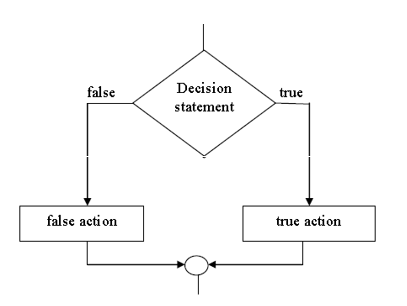 false
Decision
statement
true
false action
true action